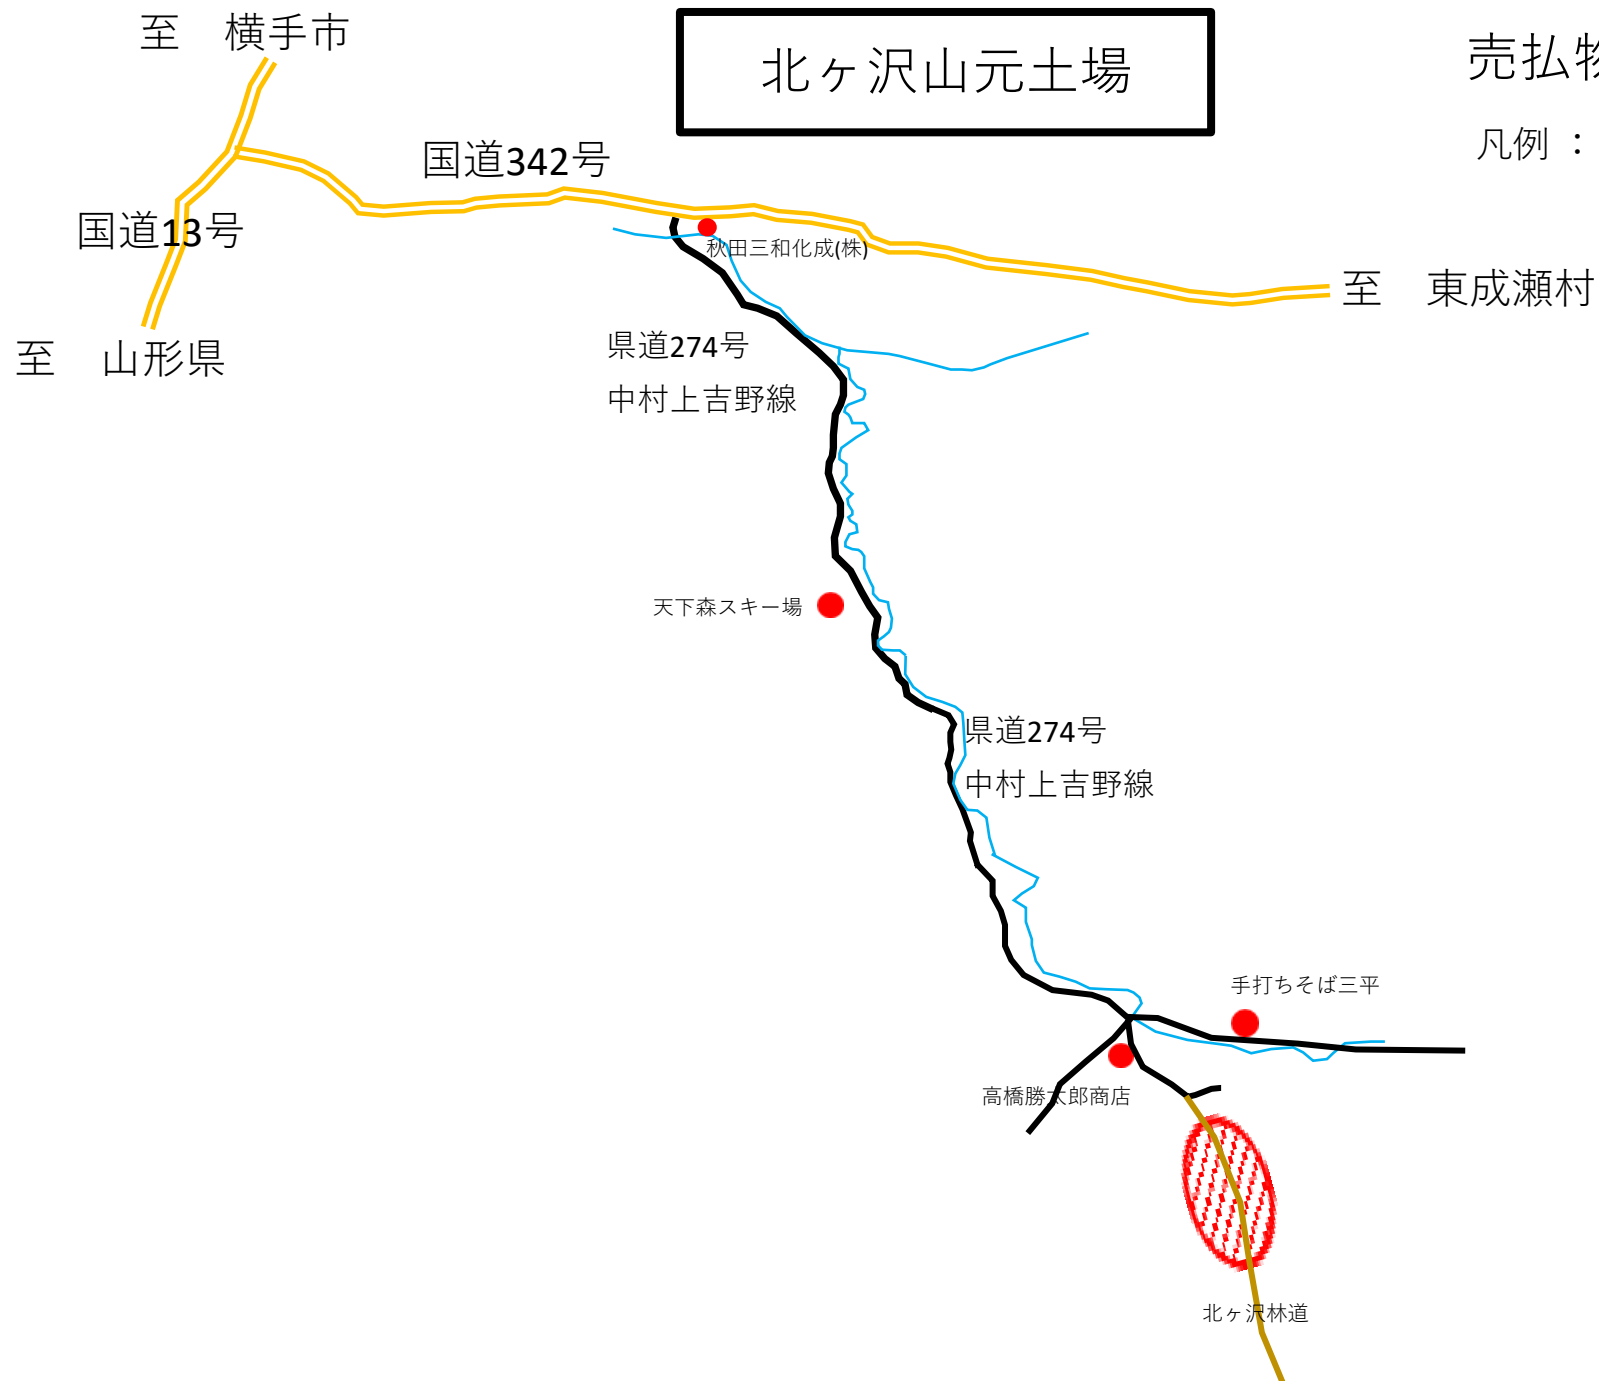 至　横手市
北ヶ沢山元土場
売払物
凡例 ：
国道342号
国道13号
秋田三和化成(株)
至　東成瀬村
至　山形県
県道274号
中村上吉野線
天下森スキー場
県道274号
中村上吉野線
手打ちそば三平
高橋勝太郎商店
北ヶ沢林道